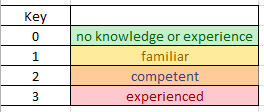 Key
0 no knowledge or experience
1 familiar
2 competent
3 experienced